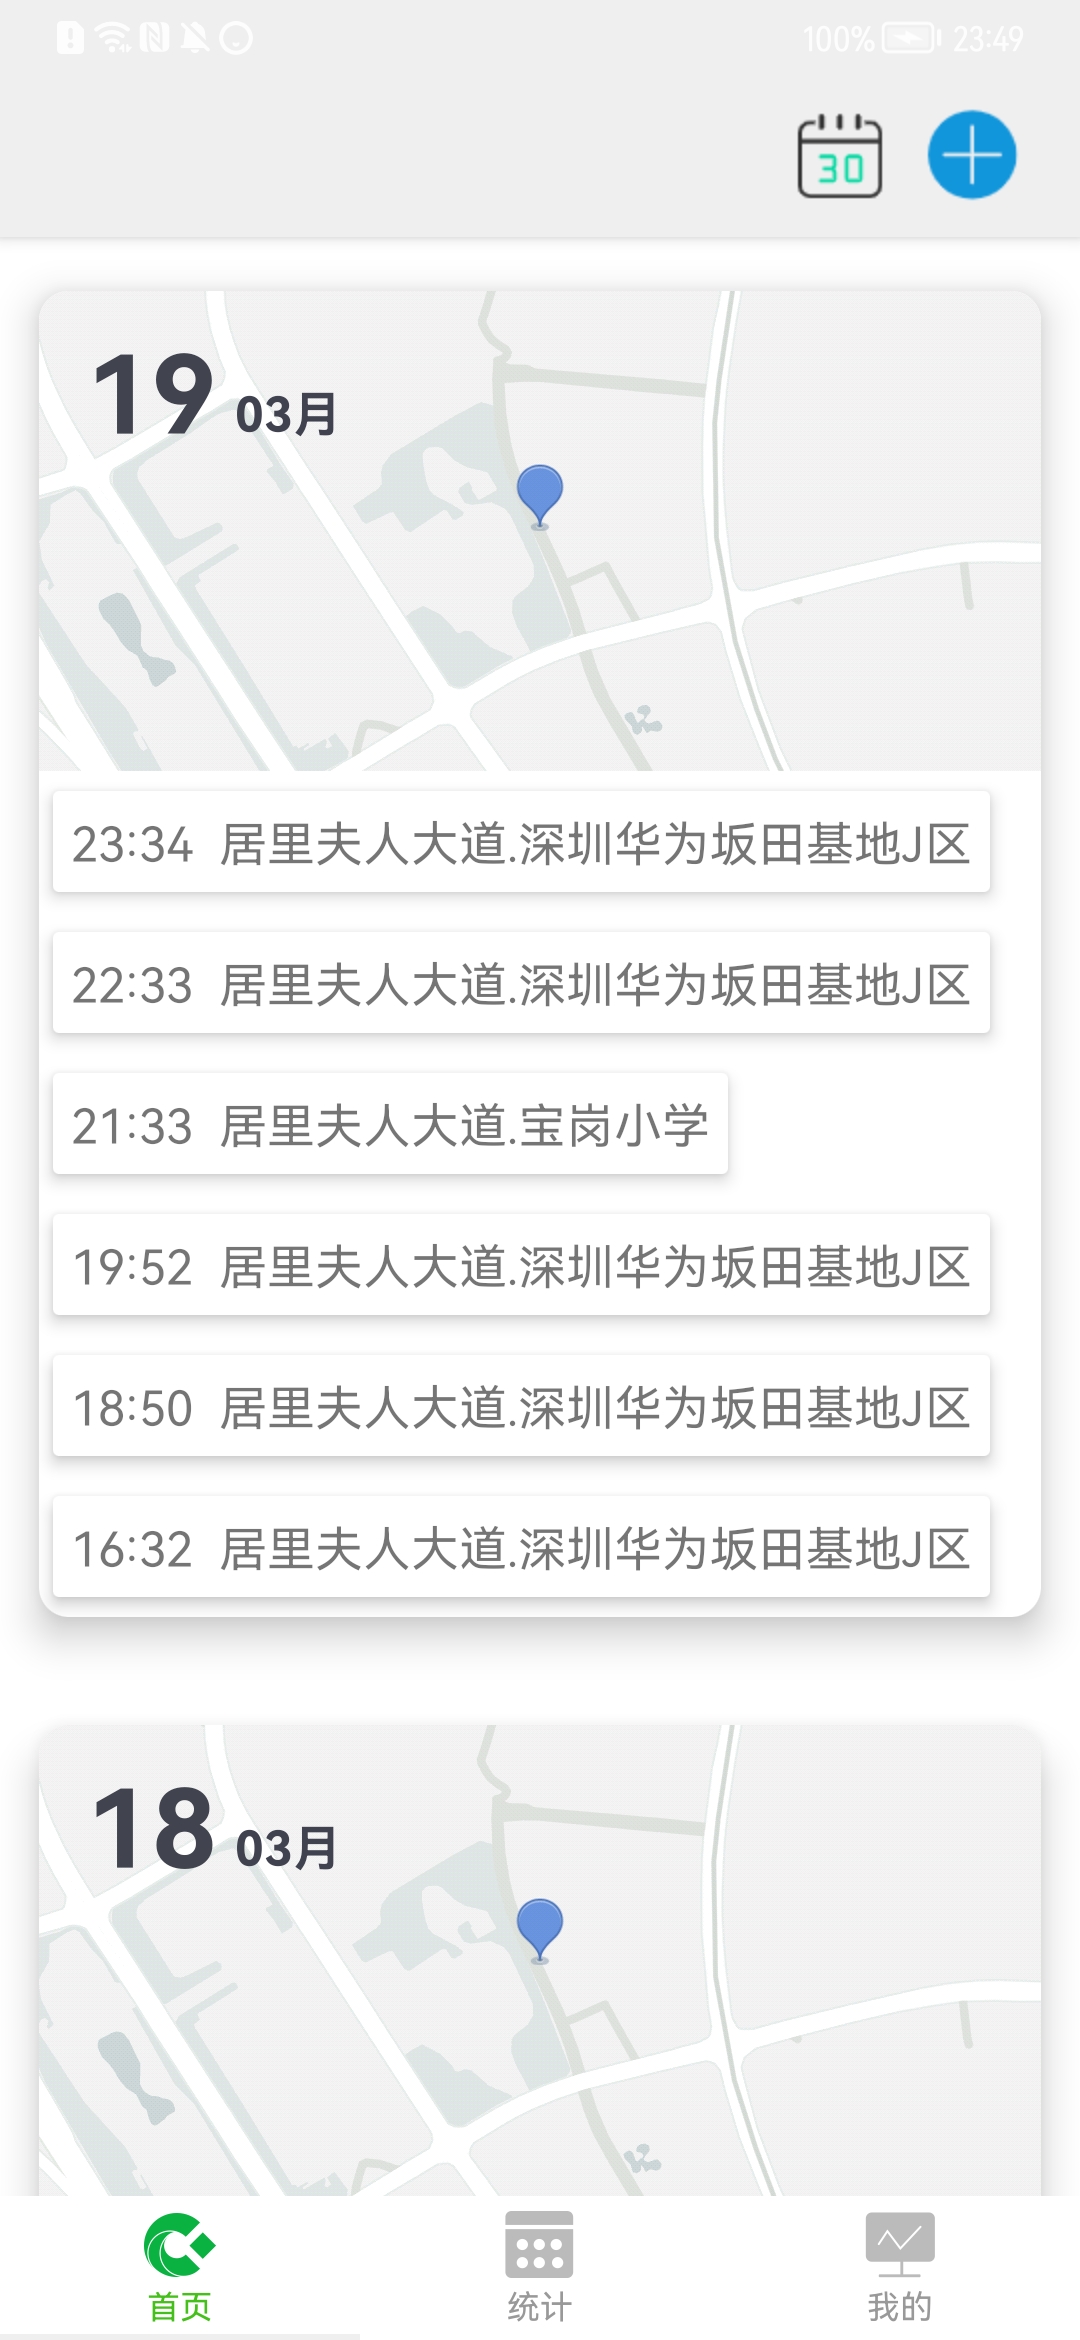 100% 23:49
30
19 03月
23:34 居里夫人大道.深圳华为坂田基地J区
22:33 居里夫人大道.深圳华为坂田基地J区
21:33 居里夫人大道.宝岗小学
19:52 居里夫人大道.深圳华为坂田基地J区
18:50 居里夫人大道.深圳华为坂田基地J区
16:32 居里夫人大道.深圳华为坂田基地J区
18 03月
首页 统计 我的